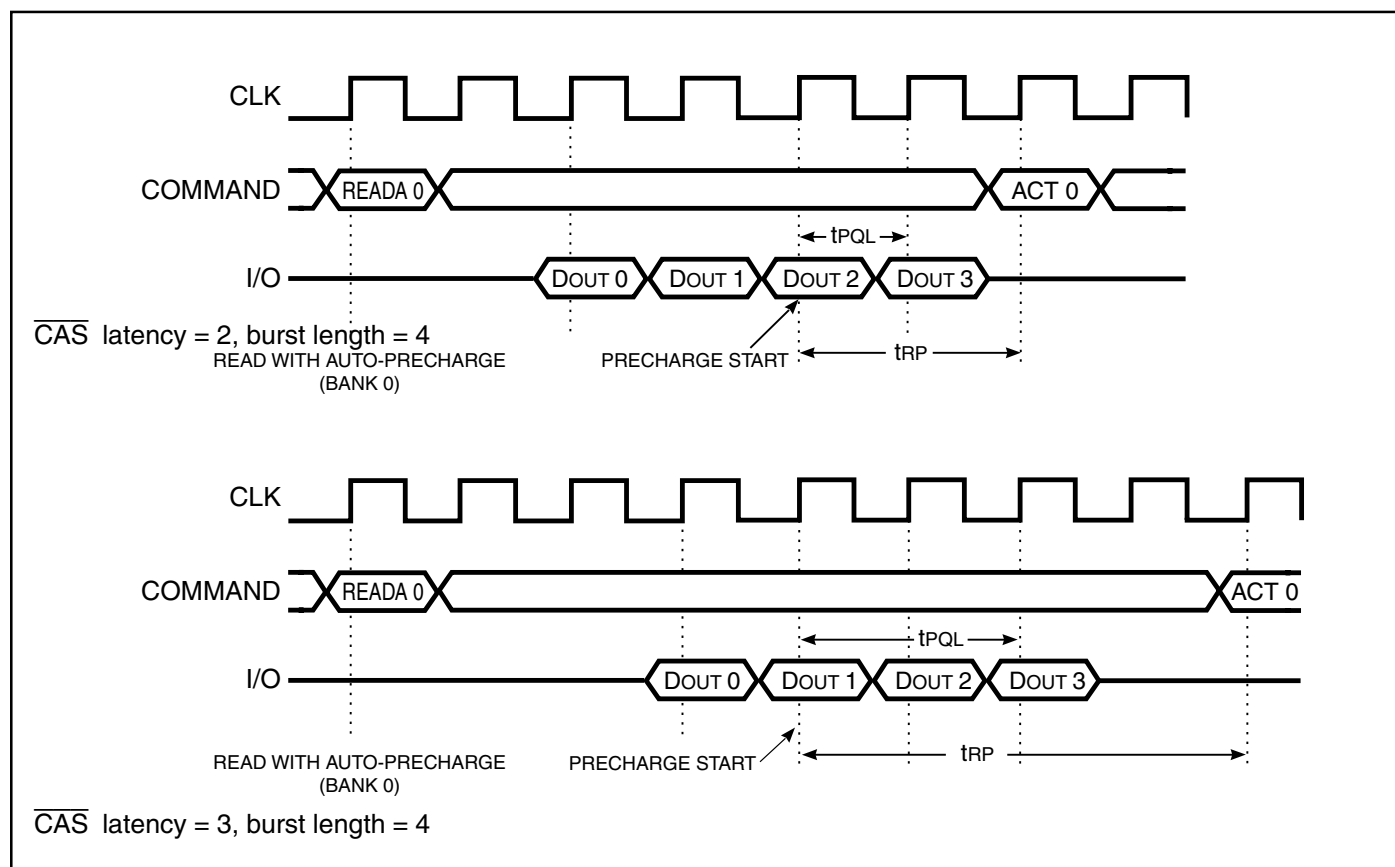 CLK
COMMAND
READA 0
ACT 0
tPQL
I/O
DOUT 0
DOUT 1
DOUT 2
DOUT 3
CAS latency = 2, burst length = 4
READ WITH AUTO-PRECHARGE
(BANK 0)
PRECHARGE START
tRP
CLK
COMMAND
READA 0
ACT 0
tPQL
I/O
DOUT 0
DOUT 1
DOUT 2
DOUT 3
READ WITH AUTO-PRECHARGE
(BANK 0)
PRECHARGE START
tRP
CAS latency = 3, burst length = 4